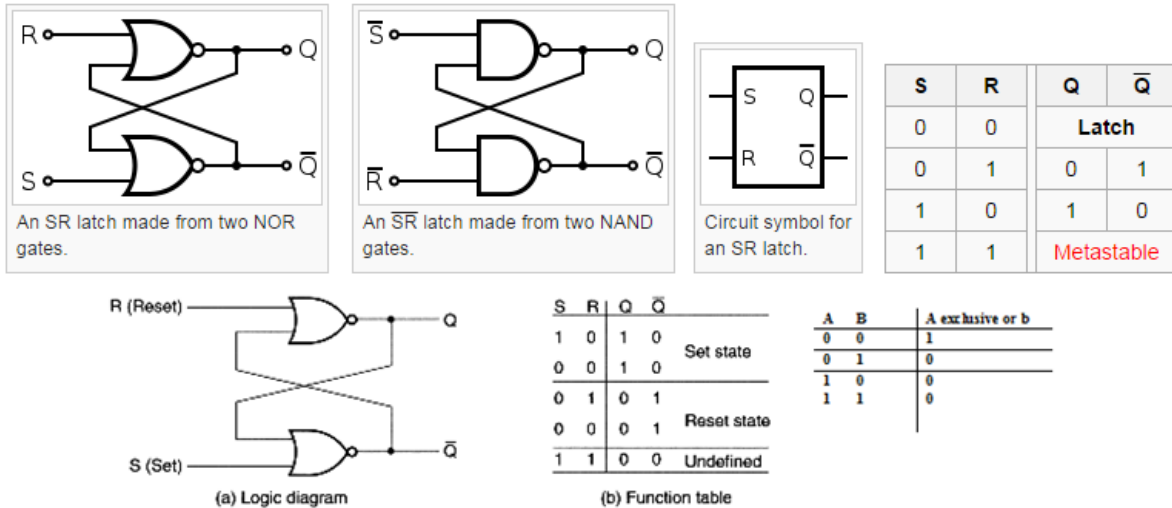 R
Q
S
Q̅
An SR latch made from two NOR
gates.
S̅
Q
R̅
Q̅
An S̅R̅ latch made from two NAND
gates.
S Q
R Q̅
Circuit symbol for
an SR latch.
S R Q Q̅
0 0 Latch
0 1 0 1
1 0 1 0
1 1 Metastable
R (Reset)
Q
S (Set)
Q̅
(a) Logic diagram
S R Q Q̅
1 0 1 0
Set state
0 0 1 0
0 1 0 1
Reset state
0 0 0 1
1 1 0 0 Undefined
(b) Function table
A B A exclusive or b
0 0 1
0 1 0
1 0 0
1 1 0